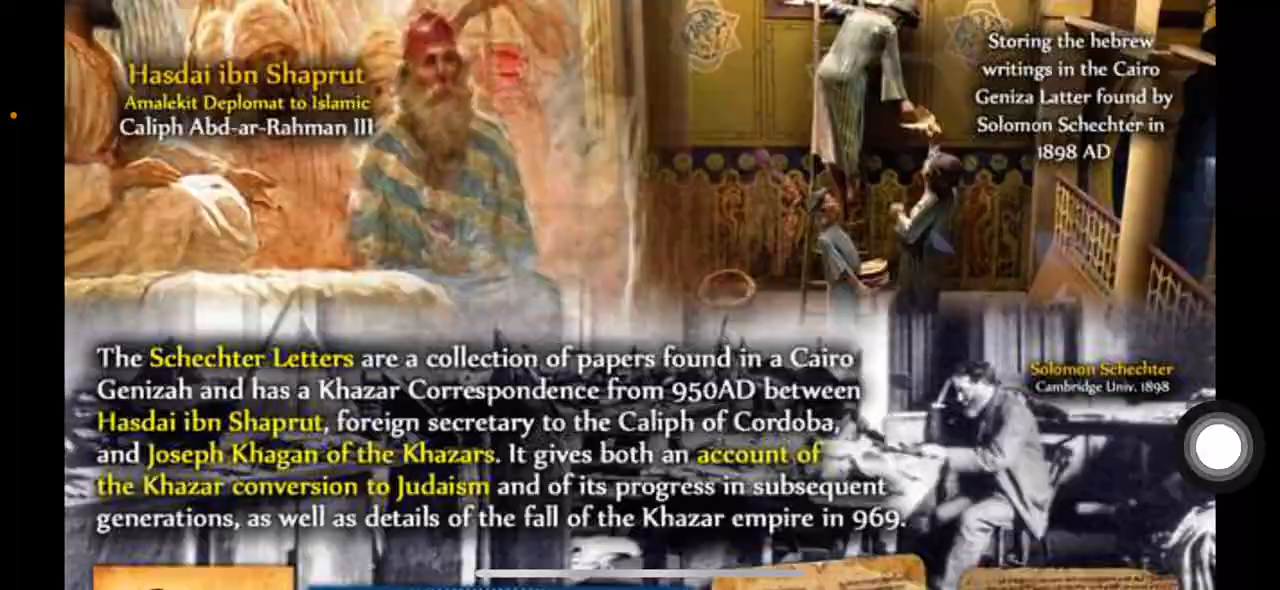 Hasdai ibn Shaprut
Amalekit Deplomat to Islamic
Caliph Abd-ar-Rahman III
Storing the hebrew
writings in the Cairo
Geniza Latter found by
Solomon Schechter in
1898 AD
The Schechter Letters are a collection of papers found in a Cairo
Genizah and has a Khazar Correspondence from 950AD between
Hasdai ibn Shaprut, foreign secretary to the Caliph of Cordoba,
and Joseph Khagan of the Khazars. It gives both an account of
the Khazar conversion to Judaism and of its progress in subsequent
generations, as well as details of the fall of the Khazar empire in 969.
Solomon Schechter
Cambridge Univ. 1898